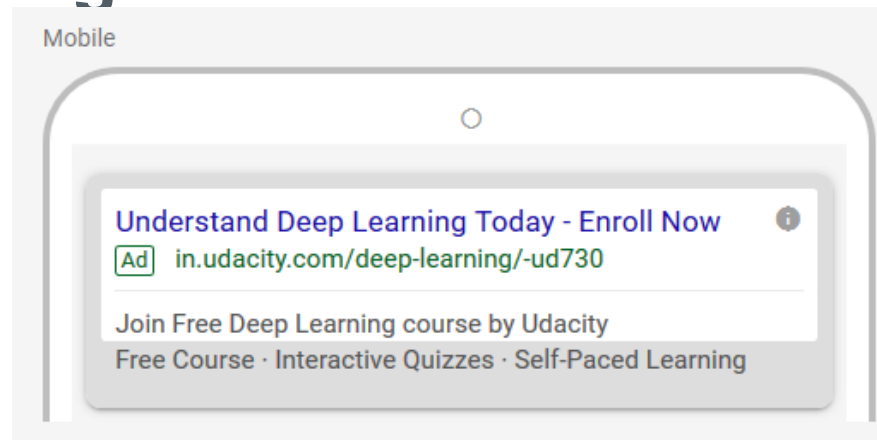 Mobile
Understand Deep Learning Today - Enroll Now
Ad in.udacity.com/deep-learning/-ud730
Join Free Deep Learning course by Udacity
Free Course · Interactive Quizzes · Self-Paced Learning